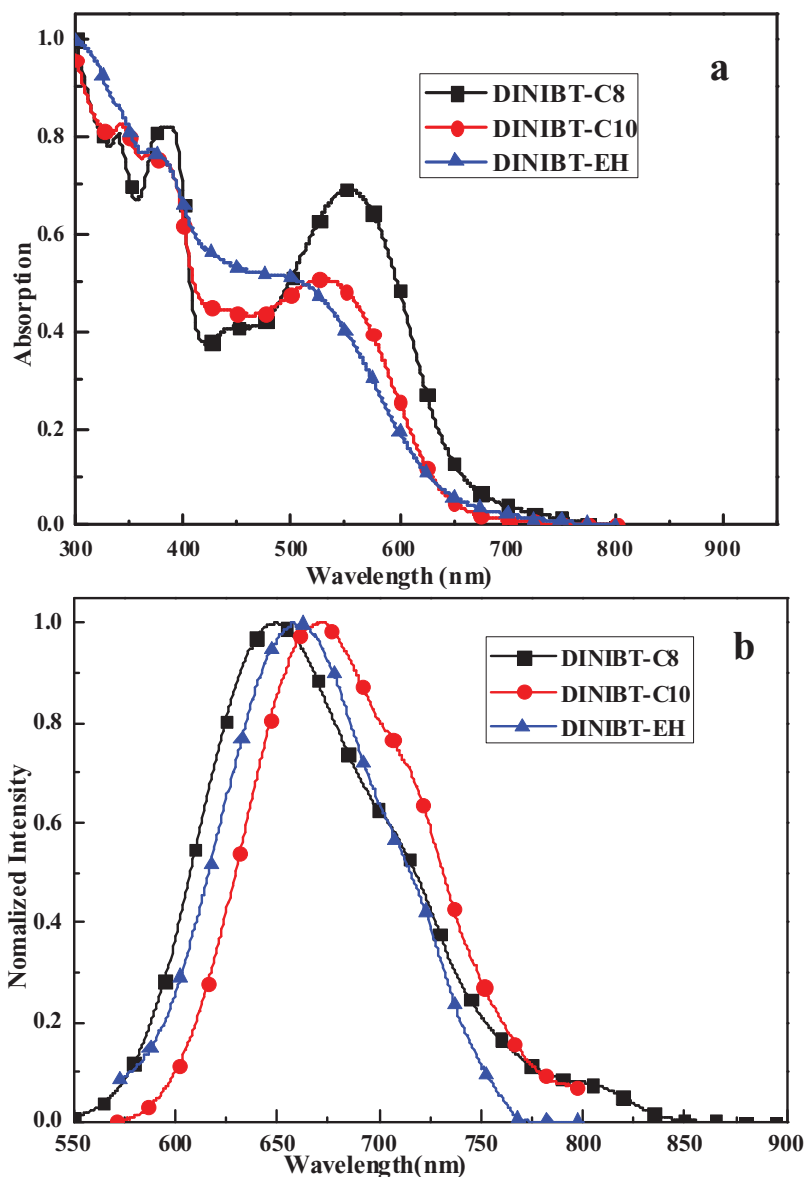 a
DINIBT-C8
DINIBT-C10
DINIBT-EH
Absorption
1.0
0.8
0.6
0.4
0.2
0.0
300 400 500 600 700 800 900
Wavelength (nm)
b
DINIBT-C8
DINIBT-C10
DINIBT-EH
Nomalized Intensity
1.0
0.8
0.6
0.4
0.2
0.0
550 600 650 700 750 800 850 900
Wavelength(nm)